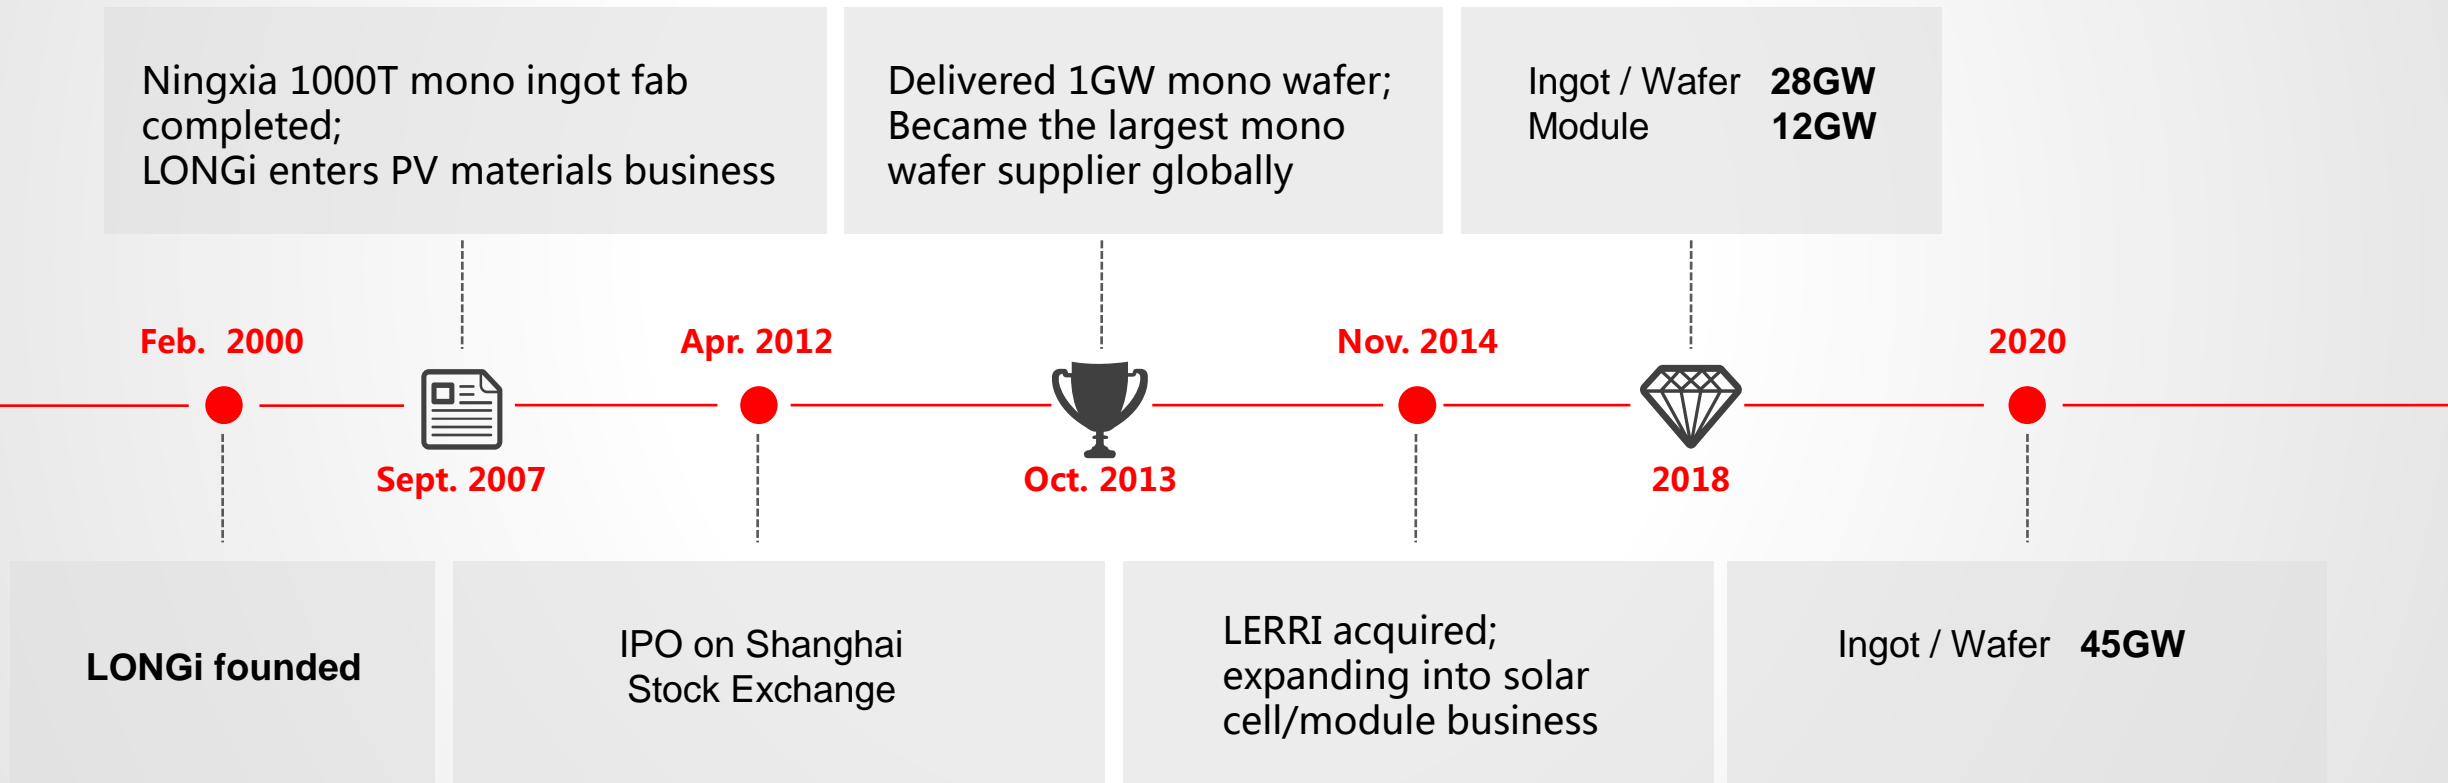 Ningxia 1000T mono ingot fab
completed;
LONGi enters PV materials business
Delivered 1GW mono wafer;
Became the largest mono
wafer supplier globally
Ingot / Wafer 28GW
Module 12GW
Feb. 2000
Apr. 2012
Nov. 2014
2020
Sept. 2007
Oct. 2013
2018
LONGi founded
IPO on Shanghai
Stock Exchange
LERRI acquired;
expanding into solar
cell/module business
Ingot / Wafer 45GW